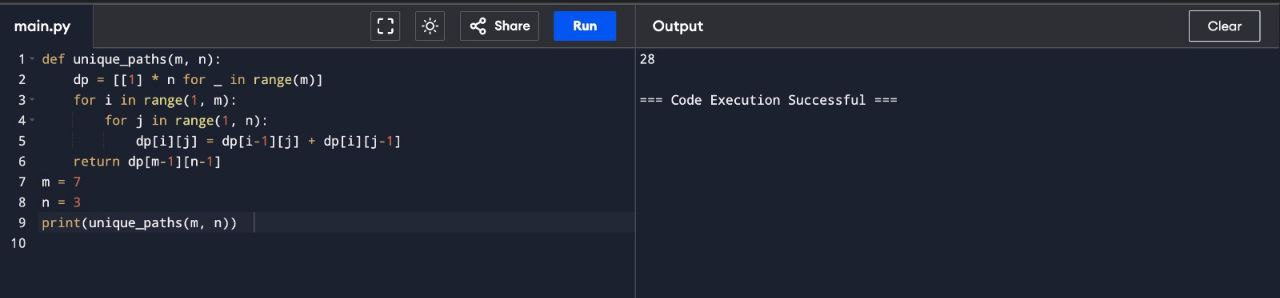 main.py Share Run Output Clear
1 def unique_paths(m, n):
2     dp = [[1] * n for _ in range(m)]
3     for i in range(1, m):
4         for j in range(1, n):
5             dp[i][j] = dp[i-1][j] + dp[i][j-1]
6     return dp[m-1][n-1]
7 m = 7
8 n = 3
9 print(unique_paths(m, n))
10
28
=== Code Execution Successful ===